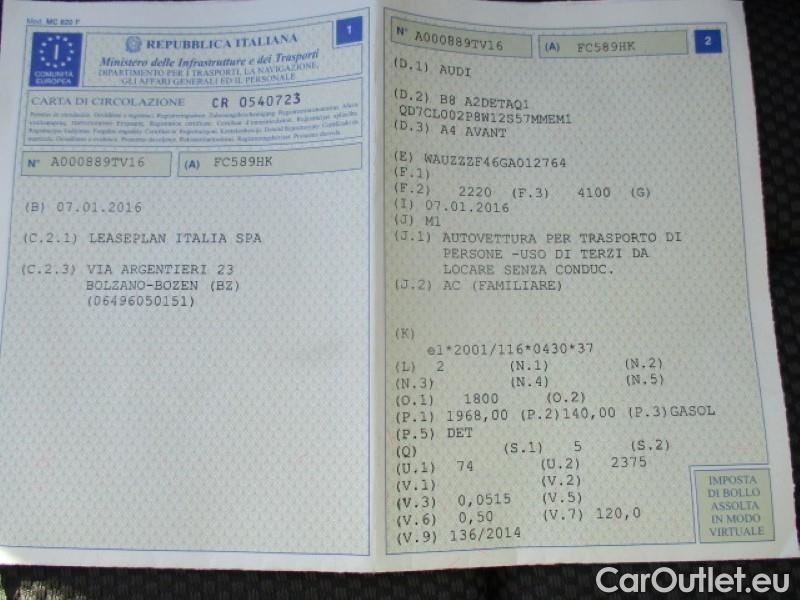 Mod. MC 820 F
1
I
COMUNITÀ
EUROPEA
REPUBBLICA ITALIANA
Ministero delle Infrastrutture e dei Trasporti
DIPARTIMENTO PER I TRASPORTI, LA NAVIGAZIONE,
GLI AFFARI GENERALI ED IL PERSONALE
CARTA DI CIRCOLAZIONE CR 0540723
N° A000889TV16 (A) FC589HK
(B) 07.01.2016
(C.2.1) LEASEPLAN ITALIA SPA
(C.2.3) VIA ARGENTIERI 23
BOLZANO-BOZEN (BZ)
(06496050151)
N° A000889TV16 (A) FC589HK 2
(D.1) AUDI
(D.2) B8 A2DETAQ1
QD7CL002P8W12S57MMEM1
(D.3) A4 AVANT
(E) WAUZZZF46GA012764
(F.1)
(F.2) 2220 (F.3) 4100 (G)
(I) 07.01.2016
(J) M1
(J.1) AUTOVETTURA PER TRASPORTO DI
PERSONE -USO DI TERZI DA
LOCARE SENZA CONDUC.
(J.2) AC (FAMILIARE)
(K)
e1*2001/116*0430*37
(L) 2 (N.1) (N.2)
(N.3) (N.4) (N.5)
(O.1) 1800 (O.2)
(P.1) 1968,00 (P.2)140,00 (P.3)GASOL
(P.5) DET
(Q) (S.1) 5 (S.2)
(U.1) 74 (U.2) 2375
(V.1) (V.2)
(V.3) 0,0515 (V.5)
(V.6) 0,50 (V.7) 120,0
(V.9) 136/2014
IMPOSTA
DI BOLLO
ASSOLTA
IN MODO
VIRTUALE
CarOutlet.eu